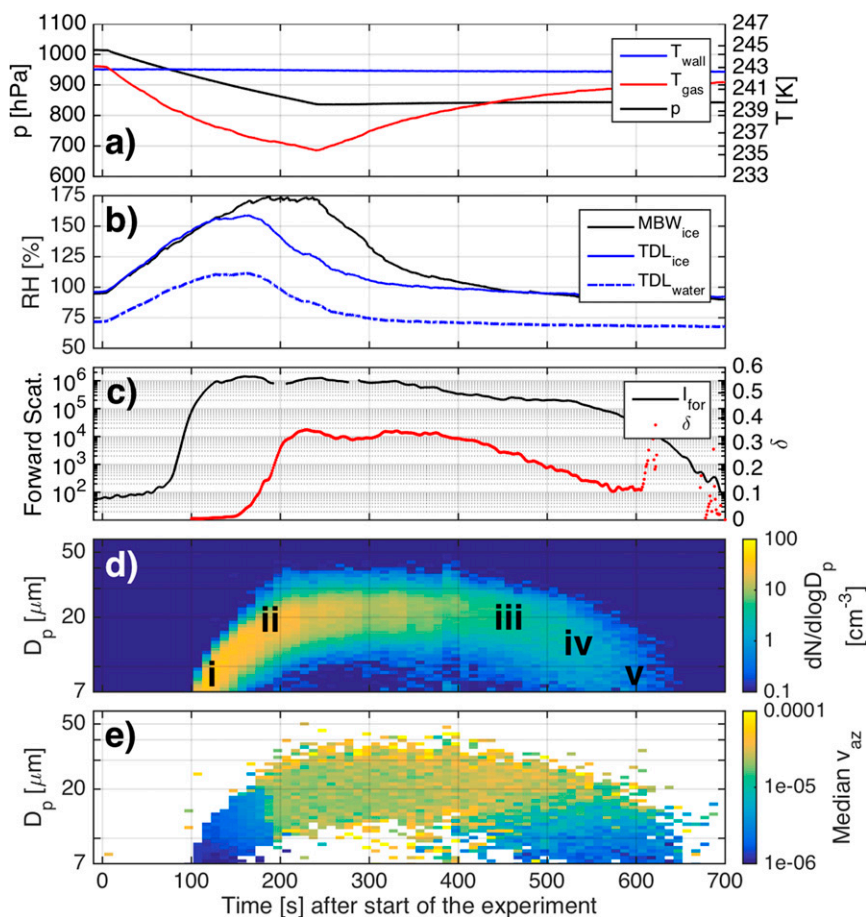 a)
p [hPa]
1100
1000
900
800
700
600
T_wall
T_gas
p
247
245
243
241
239
237
235
233
T [K]
b)
RH [%]
175
150
125
100
75
50
MBW_ice
TDL_ice
TDL_water
c)
Forward Scat.
10^6
10^5
10^4
10^3
10^2
I_for
δ
0.6
0.5
0.4
0.3
0.2
0.1
0
δ
d)
D_p [μm]
50
20
7
i
ii
iii
iv
v
100
10
1
0.1
dN/dlogD_p
[cm^-3]
e)
D_p [μm]
50
20
7
0.0001
1e-05
1e-06
Median v_az
0 100 200 300 400 500 600 700
Time [s] after start of the experiment